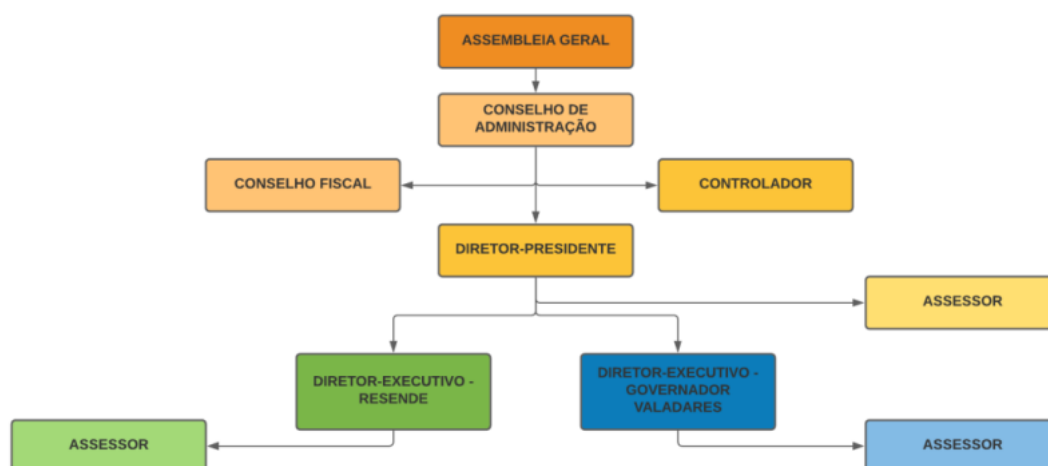 ASSEMBLEIA GERAL
CONSELHO DE
ADMINISTRAÇÃO
CONSELHO FISCAL
CONTROLADOR
DIRETOR-PRESIDENTE
ASSESSOR
DIRETOR-EXECUTIVO -
RESENDE
DIRETOR-EXECUTIVO -
GOVERNADOR
VALADARES
ASSESSOR
ASSESSOR